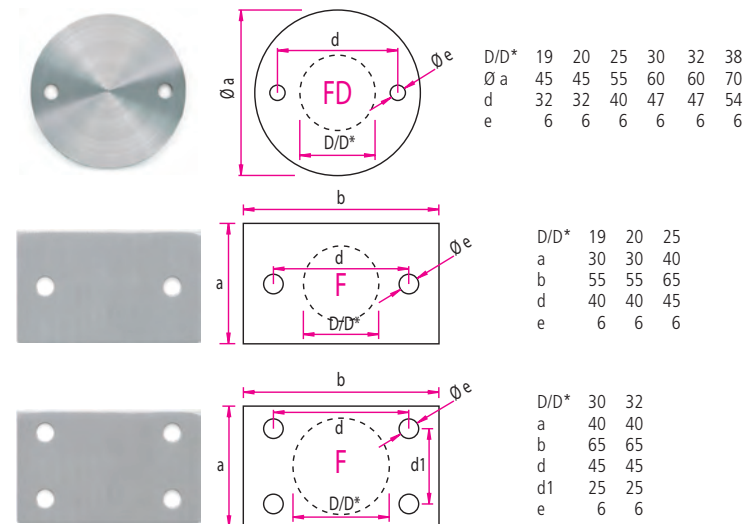 d
Ø e
Ø a
FD
D/D*
D/D* 19 20 25 30 32 38
Ø a 45 45 55 60 60 70
d 32 32 40 47 47 54
e 6 6 6 6 6 6
b
Ø e
d
a
F
D/D*
D/D* 19 20 25
a 30 30 40
b 55 55 65
d 40 40 45
e 6 6 6
b
Ø e
d
a
F
d1
D/D*
D/D* 30 32
a 40 40
b 65 65
d 45 45
d1 25 25
e 6 6